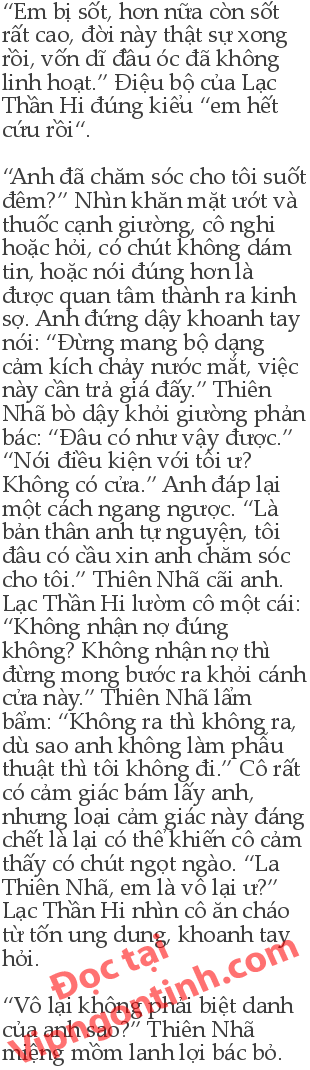 “Em bị sốt, hơn nữa còn sốt
rất cao, đời này thật sự xong
rồi, vốn dĩ đầu óc đã không
linh hoạt.” Điệu bộ của Lạc
Thần Hi đúng kiểu “em hết
cứu rồi“.
“Anh đã chăm sóc cho tôi suốt
đêm?” Nhìn khăn mặt ướt và
thuốc cạnh giường, cô nghi
hoặc hỏi, có chút không dám
tin, hoặc nói đúng hơn là
được quan tâm thành ra kinh
sợ. Anh đứng dậy khoanh tay
nói: “Đừng mang bộ dạng
cảm kích chảy nước mắt, việc
này cần trả giá đấy.” Thiên
Nhã bò dậy khỏi giường phản
bác: “Đâu có như vậy được.”
“Nói điều kiện với tôi ư?
Không có cửa.” Anh đáp lại
một cách ngang ngược. “Là
bản thân anh tự nguyện, tôi
đâu có cầu xin anh chăm sóc
cho tôi.” Thiên Nhã cãi anh.
Lạc Thần Hi lườm cô một cái:
“Không nhận nợ đúng
không? Không nhận nợ thì
đừng mong bước ra khỏi cánh
cửa này.” Thiên Nhã lẩm
bẩm: “Không ra thì không ra,
dù sao anh không làm phẫu
thuật thì tôi không đi.” Cô rất
có cảm giác bám lấy anh,
nhưng loại cảm giác này đáng
chết là lại có thể khiến cô cảm
thấy có chút ngọt ngào. “La
Thiên Nhã, em là vô lại ư?”
Lạc Thần Hi nhìn cô ăn cháo
từ tốn ung dung, khoanh tay
hỏi.
Đọc tại
Vipngontinh.com
“Vô lại không phải biệt danh
của anh sao?” Thiên Nhã
miệng mồm lanh lợi bác bỏ.